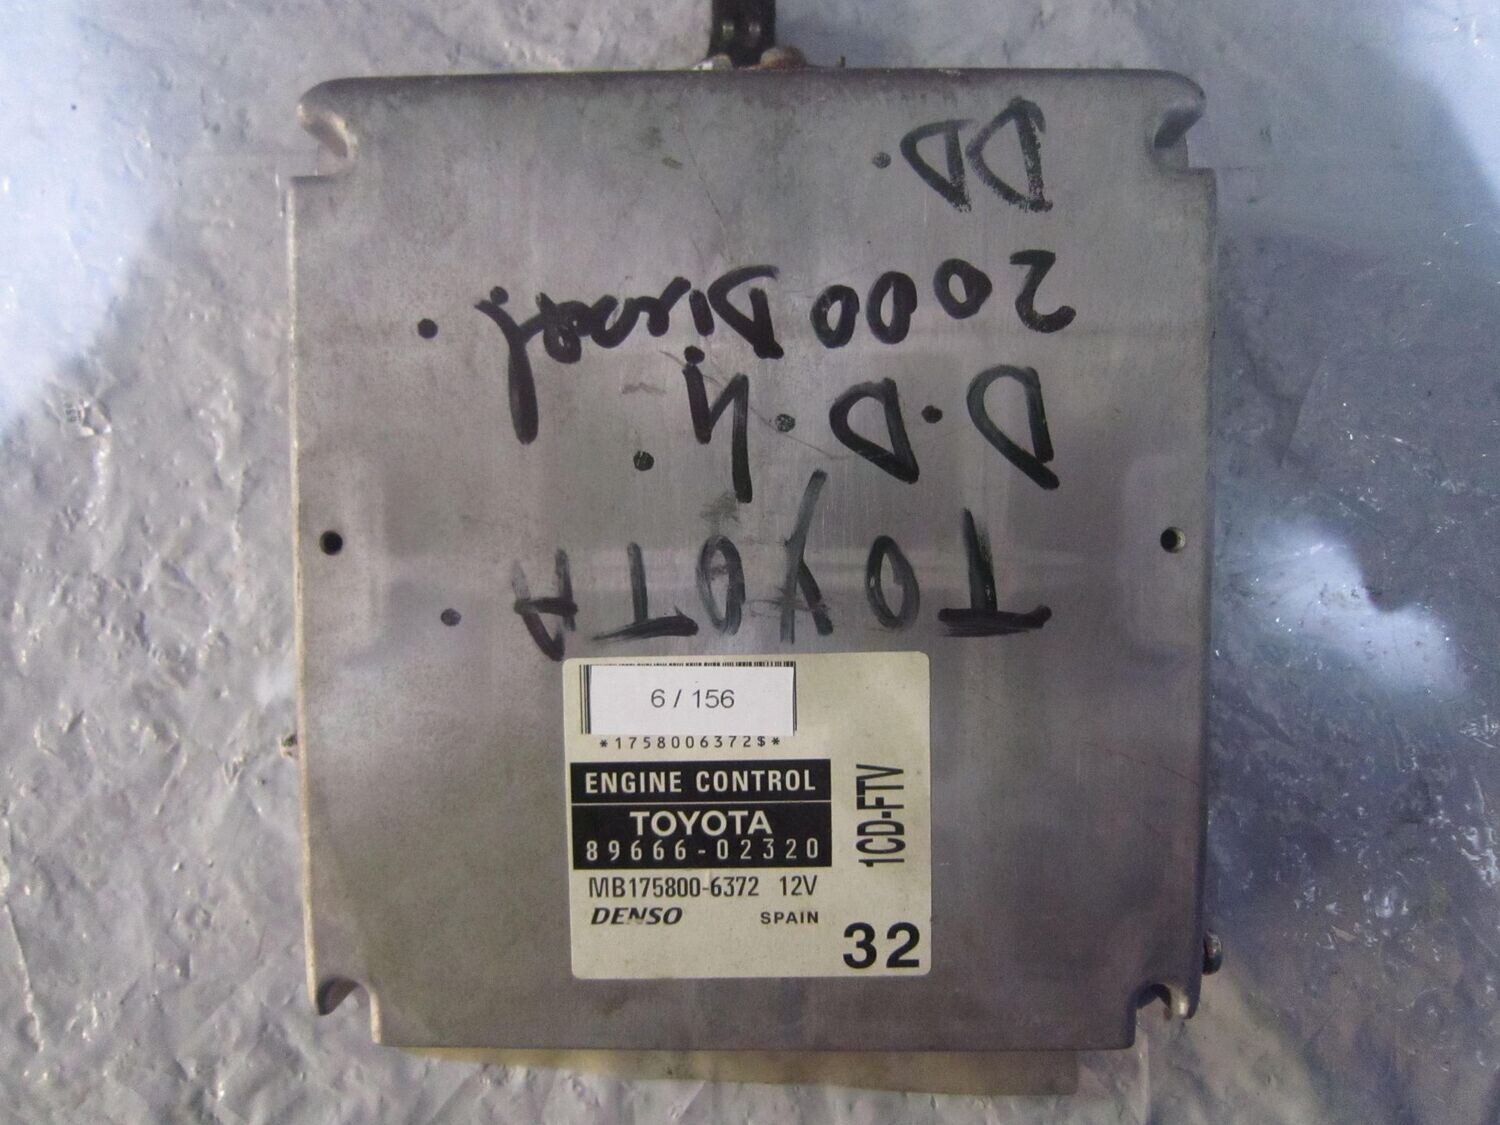 TOYOTA.
D.D.4.
2000 Diesel.
DD.
6 / 156
*1758006372$*
ENGINE CONTROL
TOYOTA
89666-02320
MB175800-6372 12V
DENSO SPAIN
1CD-FTV
32